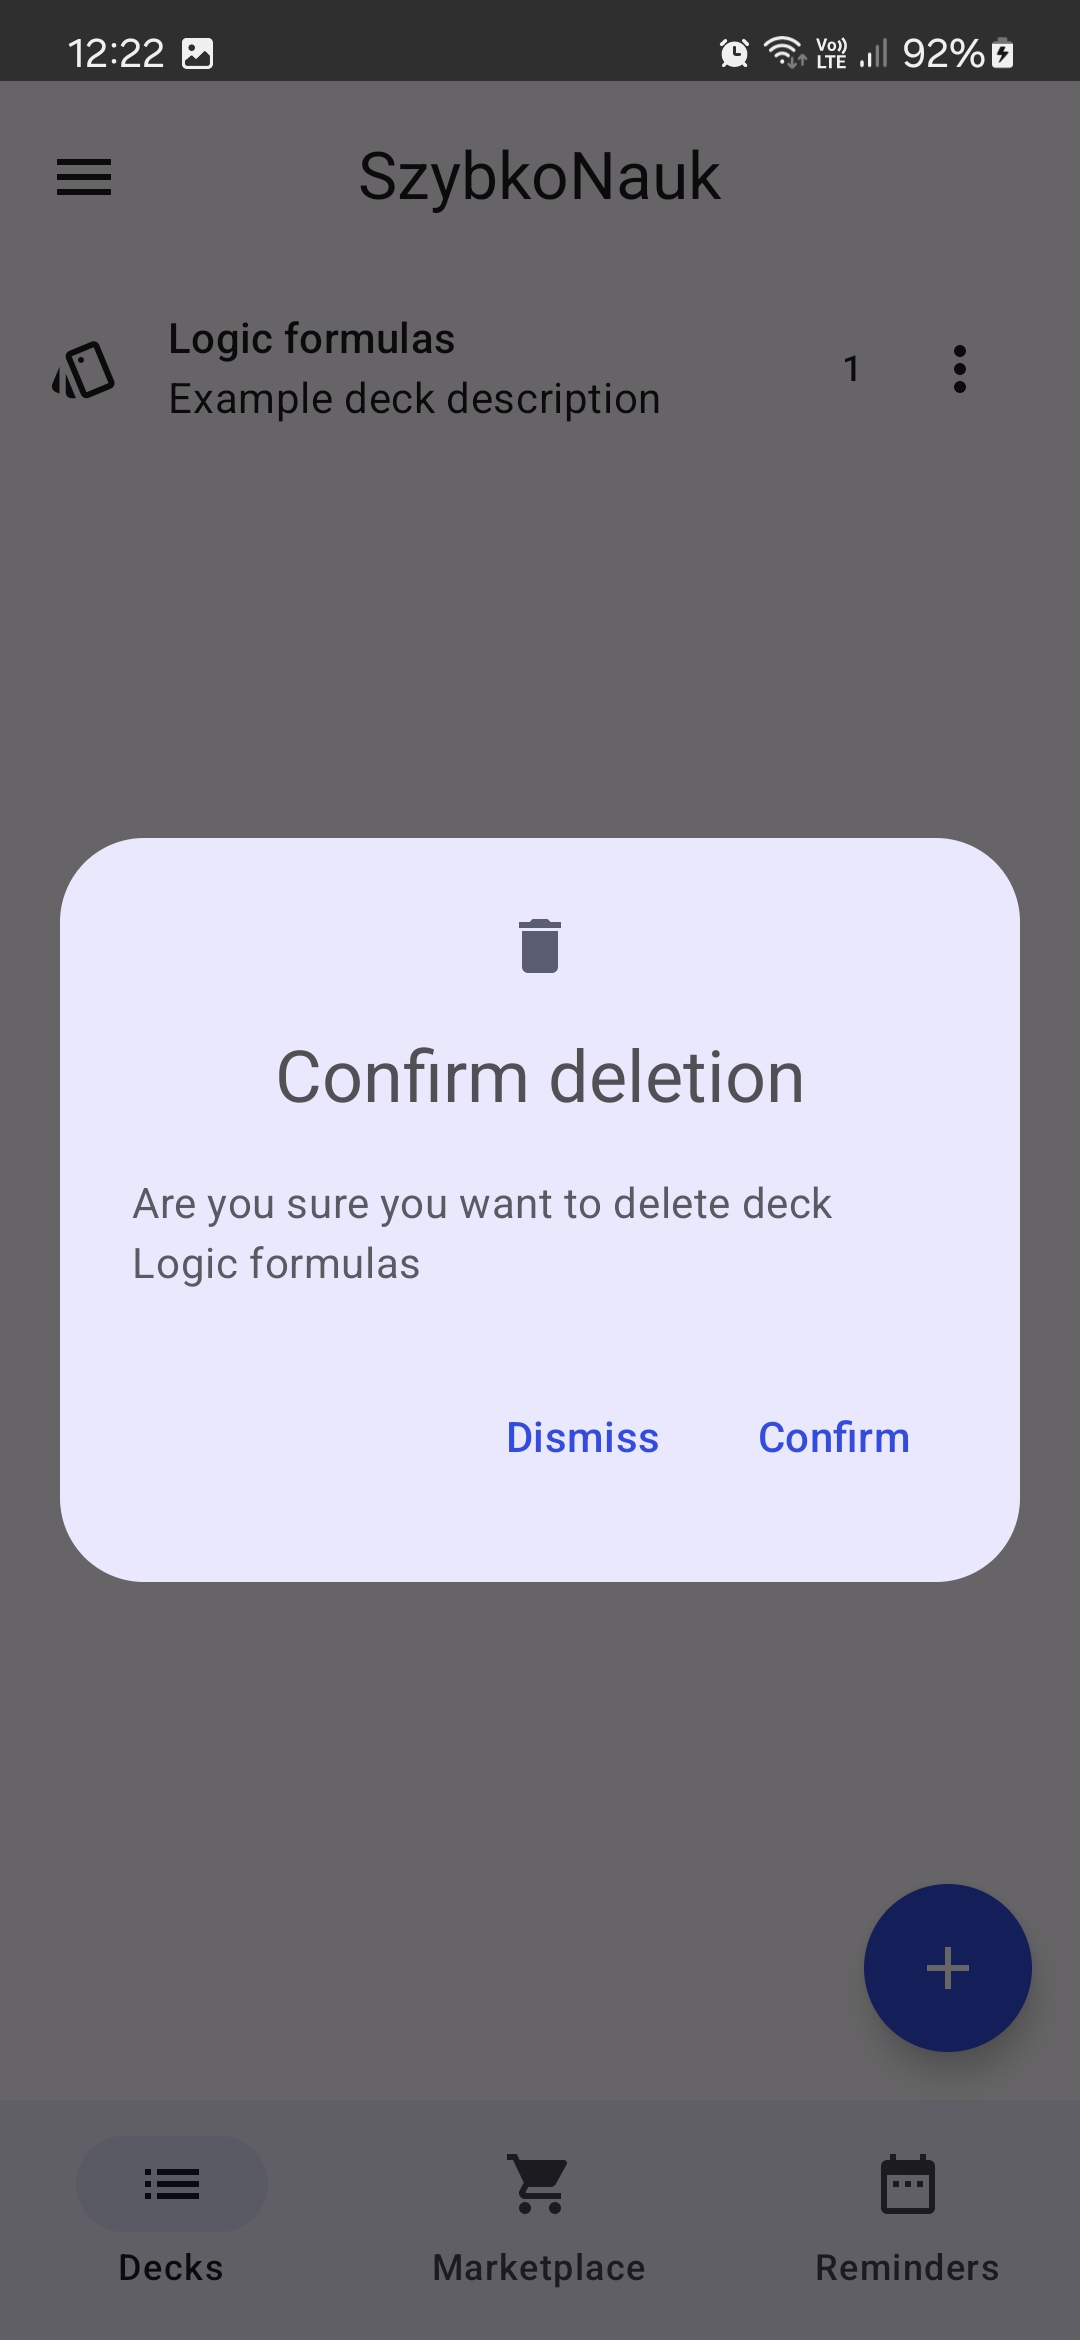 12:22
Vo)) LTE 92%
SzybkoNauk
Logic formulas
Example deck description
1
Confirm deletion
Are you sure you want to delete deck
Logic formulas
Dismiss Confirm
Decks Marketplace Reminders